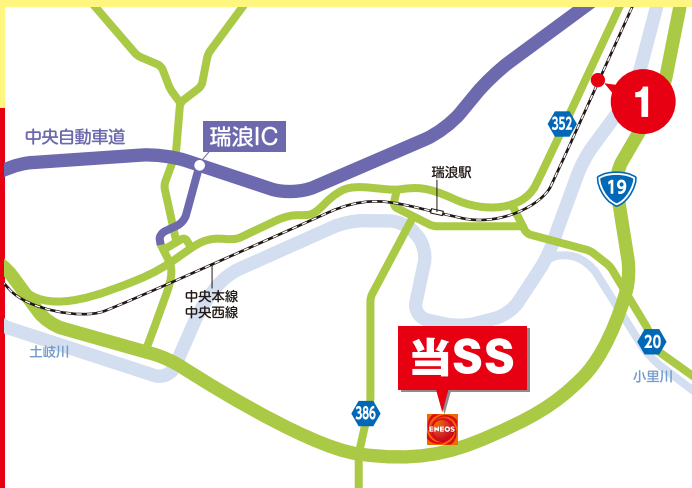 1
中央自動車道
瑞浪IC
352
瑞浪駅
19
中央本線
中央西線
土岐川
当SS
20
小里川
386
ENEOS